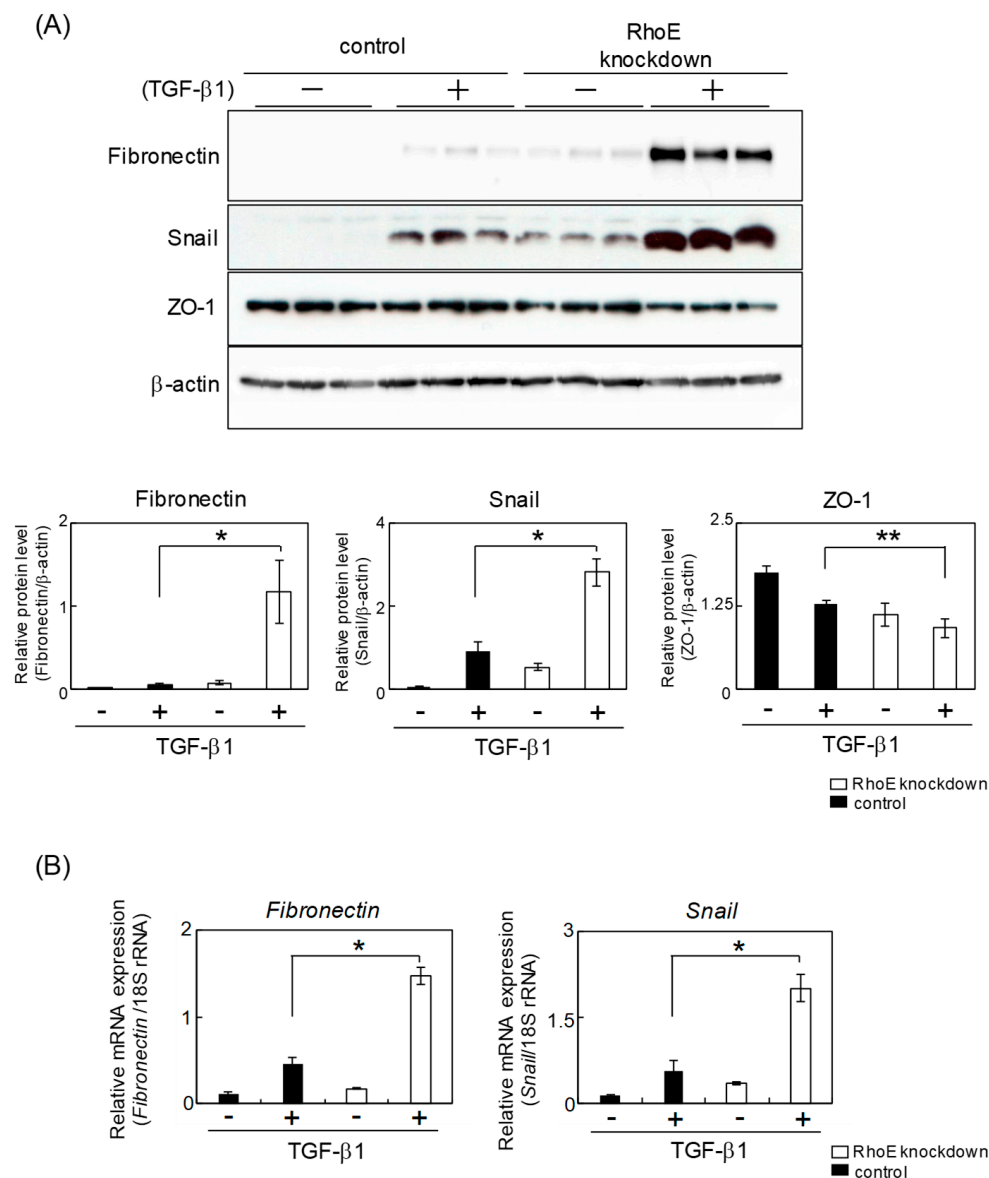 (A)
control
RhoE
knockdown
(TGF-β1) − + − +
Fibronectin
Snail
ZO-1
β-actin
Fibronectin
Relative protein level
(Fibronectin/β-actin)
2
1
0
*
- + - +
TGF-β1
Snail
Relative protein level
(Snail/β-actin)
4
2
0
*
- + - +
TGF-β1
ZO-1
Relative protein level
(ZO-1/β-actin)
2.5
1.25
0
**
- + - +
TGF-β1
RhoE knockdown
control
(B)
Fibronectin
Relative mRNA expression
(Fibronectin /18S rRNA)
2
1
0
*
- + - +
TGF-β1
Snail
Relative mRNA expression
(Snail/18S rRNA)
3
1.5
0
*
- + - +
TGF-β1
RhoE knockdown
control